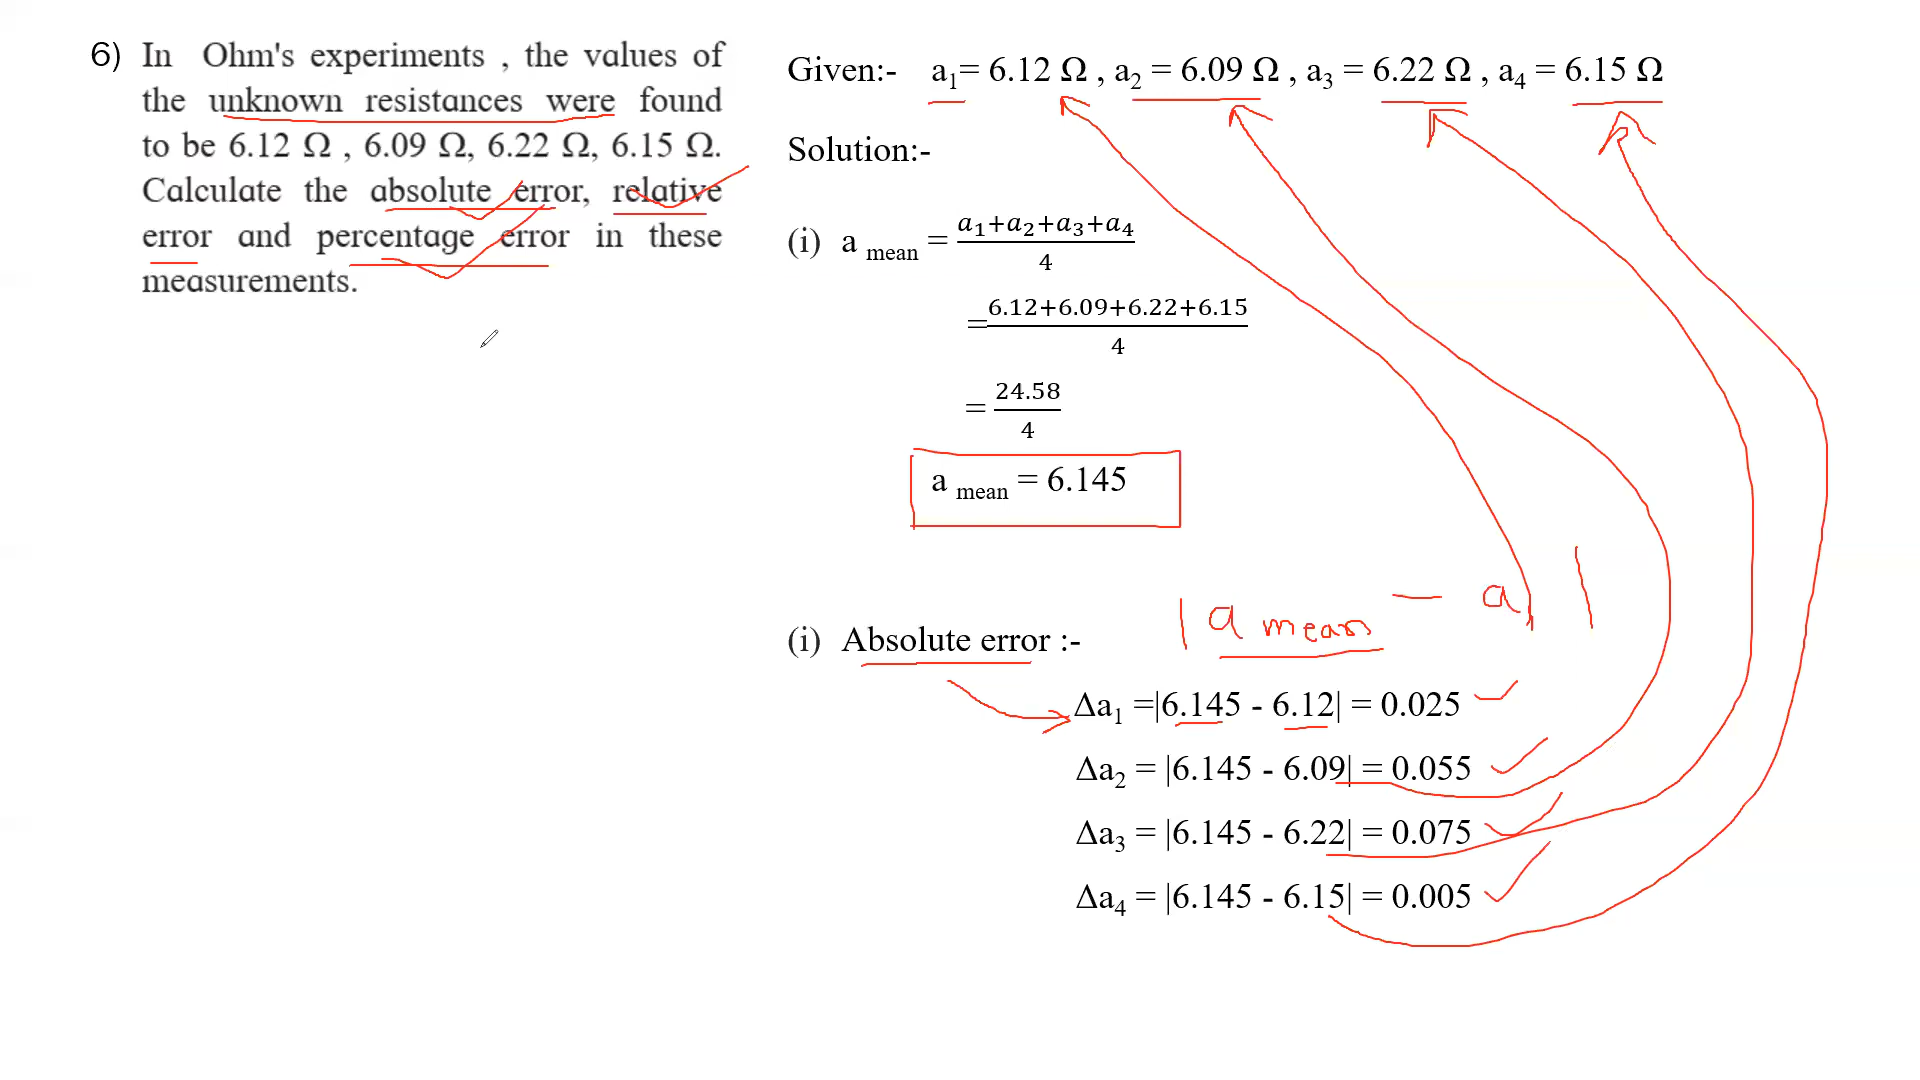 6) In Ohm's experiments , the values of
the unknown resistances were found
to be 6.12 Ω , 6.09 Ω, 6.22 Ω, 6.15 Ω.
Calculate the absolute error, relative
error and percentage error in these
measurements.
Given:- a₁= 6.12 Ω , a₂ = 6.09 Ω , a₃ = 6.22 Ω , a₄ = 6.15 Ω
Solution:-
(i) a mean = a₁+a₂+a₃+a₄
4
=6.12+6.09+6.22+6.15
4
= 24.58
4
a mean = 6.145
| a mean — a₁ |
(i) Absolute error :-
Δa₁ =|6.145 - 6.12| = 0.025
Δa₂ = |6.145 - 6.09| = 0.055
Δa₃ = |6.145 - 6.22| = 0.075
Δa₄ = |6.145 - 6.15| = 0.005